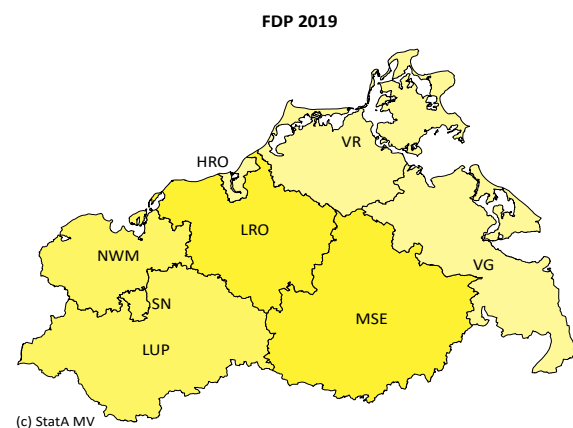 FDP 2019
VR
HRO
LRO
NWM
VG
SN
MSE
LUP
(c) StatA MV